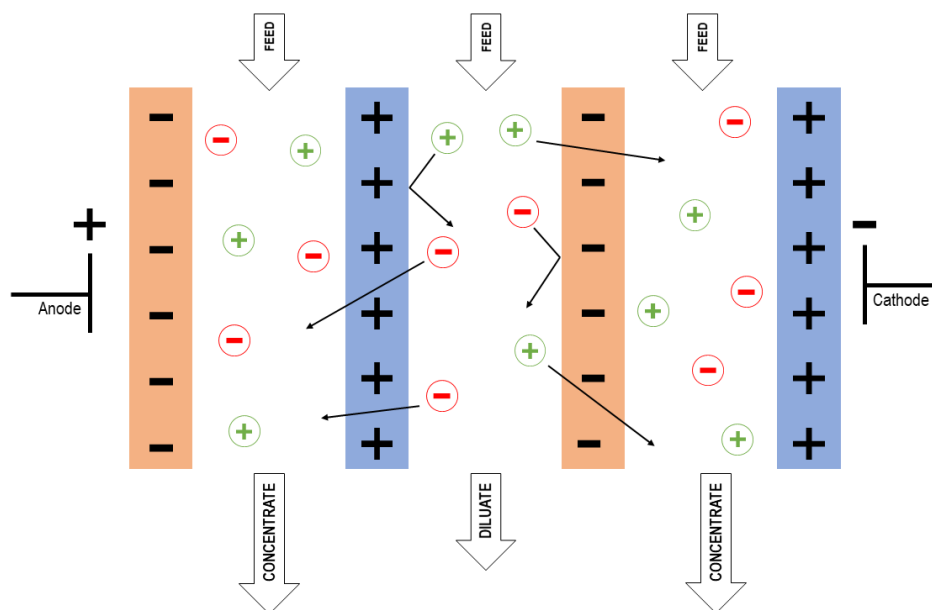 FEED
FEED
FEED
Anode
Cathode
CONCENTRATE
DILUATE
CONCENTRATE